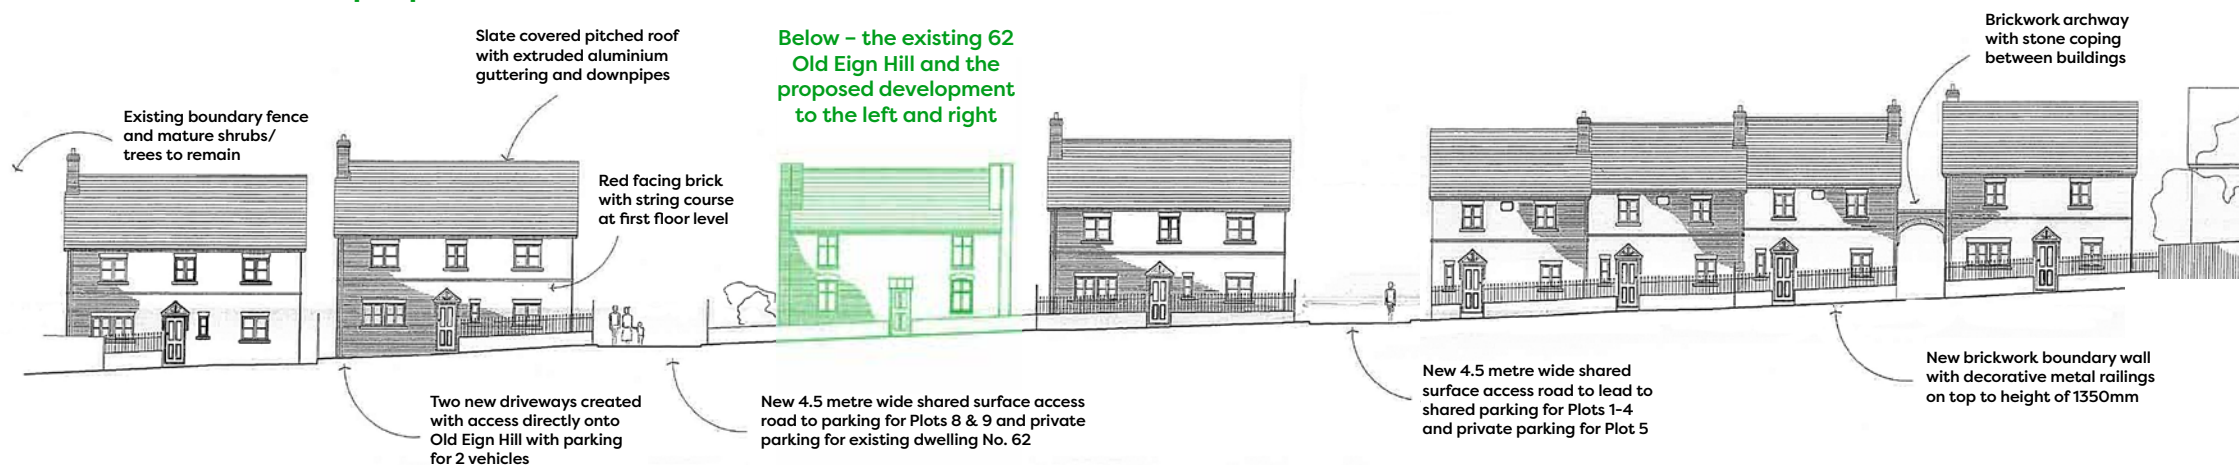 Existing boundary fence
and mature shrubs/
trees to remain
Slate covered pitched roof
with extruded aluminium
guttering and downpipes
Red facing brick
with string course
at first floor level
Below – the existing 62
Old Eign Hill and the
proposed development
to the left and right
Brickwork archway
with stone coping
between buildings
Two new driveways created
with access directly onto
Old Eign Hill with parking
for 2 vehicles
New 4.5 metre wide shared surface access
road to parking for Plots 8 & 9 and private
parking for existing dwelling No. 62
New 4.5 metre wide shared
surface access road to lead to
shared parking for Plots 1-4
and private parking for Plot 5
New brickwork boundary wall
with decorative metal railings
on top to height of 1350mm